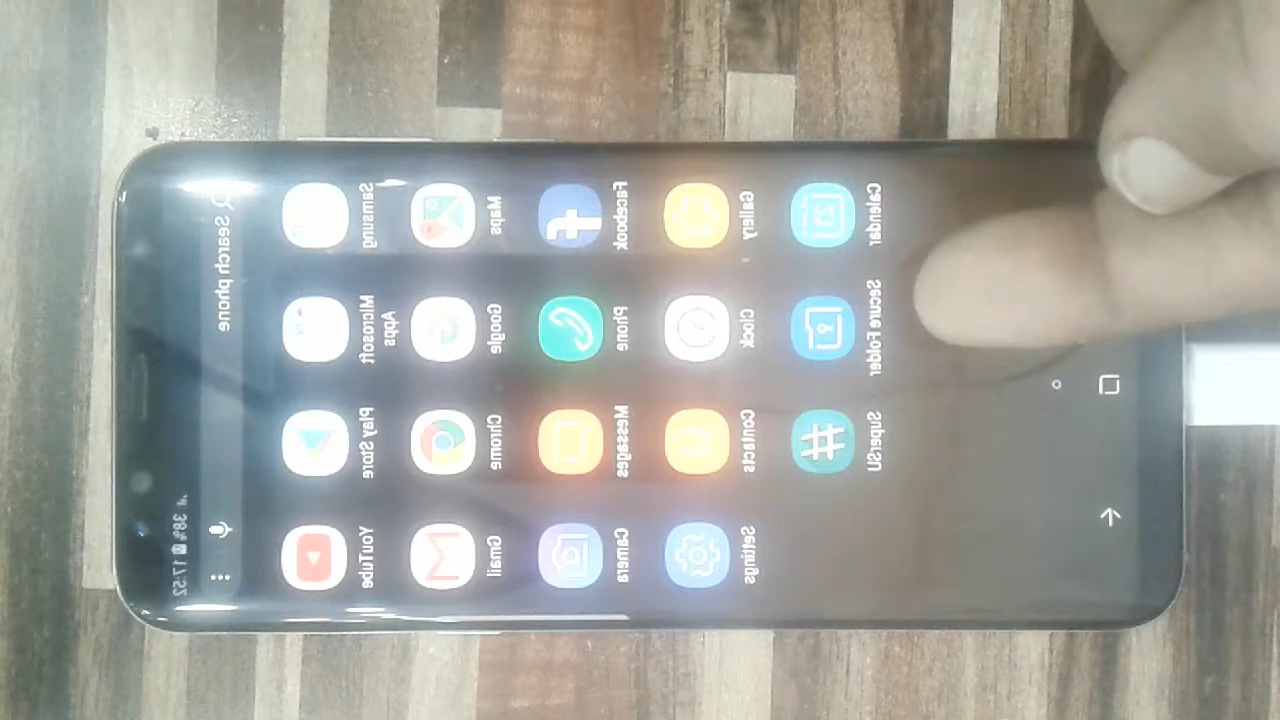 38% 17:52
Search phone
Samsung
Microsoft
Apps
Play Store
YouTube
Maps
Google
Chrome
Gmail
Facebook
Phone
Messages
Camera
Gallery
Clock
Contacts
Settings
Calendar
Secure Folder
SuperSU